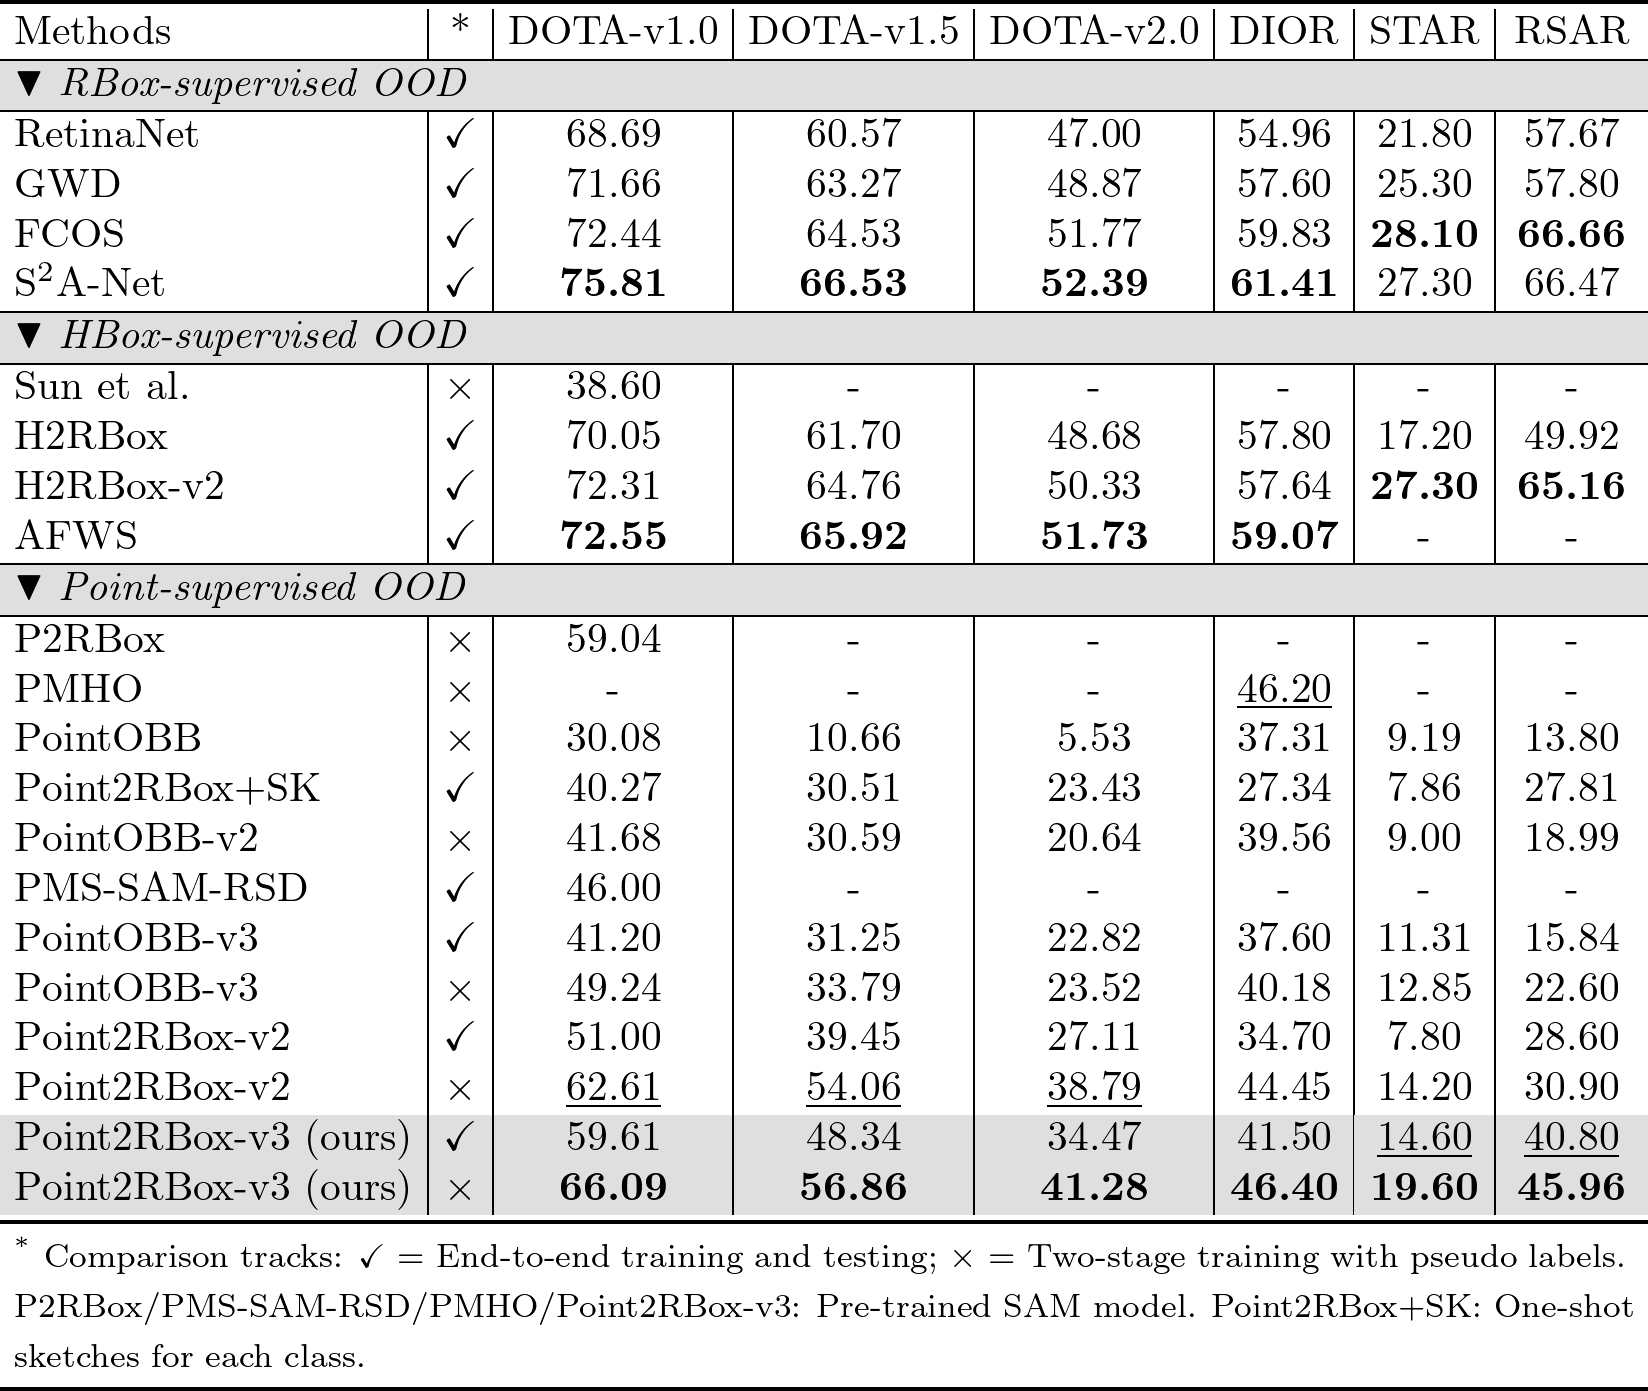 Methods * DOTA-v1.0 DOTA-v1.5 DOTA-v2.0 DIOR STAR RSAR
▼ RBox-supervised OOD
RetinaNet ✓ 68.69 60.57 47.00 54.96 21.80 57.67
GWD ✓ 71.66 63.27 48.87 57.60 25.30 57.80
FCOS ✓ 72.44 64.53 51.77 59.83 28.10 66.66
S²A-Net ✓ 75.81 66.53 52.39 61.41 27.30 66.47
▼ HBox-supervised OOD
Sun et al. × 38.60 - - - - -
H2RBox ✓ 70.05 61.70 48.68 57.80 17.20 49.92
H2RBox-v2 ✓ 72.31 64.76 50.33 57.64 27.30 65.16
AFWS ✓ 72.55 65.92 51.73 59.07 - -
▼ Point-supervised OOD
P2RBox × 59.04 - - - - -
PMHO × - - - 46.20 - -
PointOBB × 30.08 10.66 5.53 37.31 9.19 13.80
Point2RBox+SK ✓ 40.27 30.51 23.43 27.34 7.86 27.81
PointOBB-v2 × 41.68 30.59 20.64 39.56 9.00 18.99
PMS-SAM-RSD ✓ 46.00 - - - - -
PointOBB-v3 ✓ 41.20 31.25 22.82 37.60 11.31 15.84
PointOBB-v3 × 49.24 33.79 23.52 40.18 12.85 22.60
Point2RBox-v2 ✓ 51.00 39.45 27.11 34.70 7.80 28.60
Point2RBox-v2 × 62.61 54.06 38.79 44.45 14.20 30.90
Point2RBox-v3 (ours) ✓ 59.61 48.34 34.47 41.50 14.60 40.80
Point2RBox-v3 (ours) × 66.09 56.86 41.28 46.40 19.60 45.96
* Comparison tracks: ✓ = End-to-end training and testing; × = Two-stage training with pseudo labels.
P2RBox/PMS-SAM-RSD/PMHO/Point2RBox-v3: Pre-trained SAM model. Point2RBox+SK: One-shot
sketches for each class.